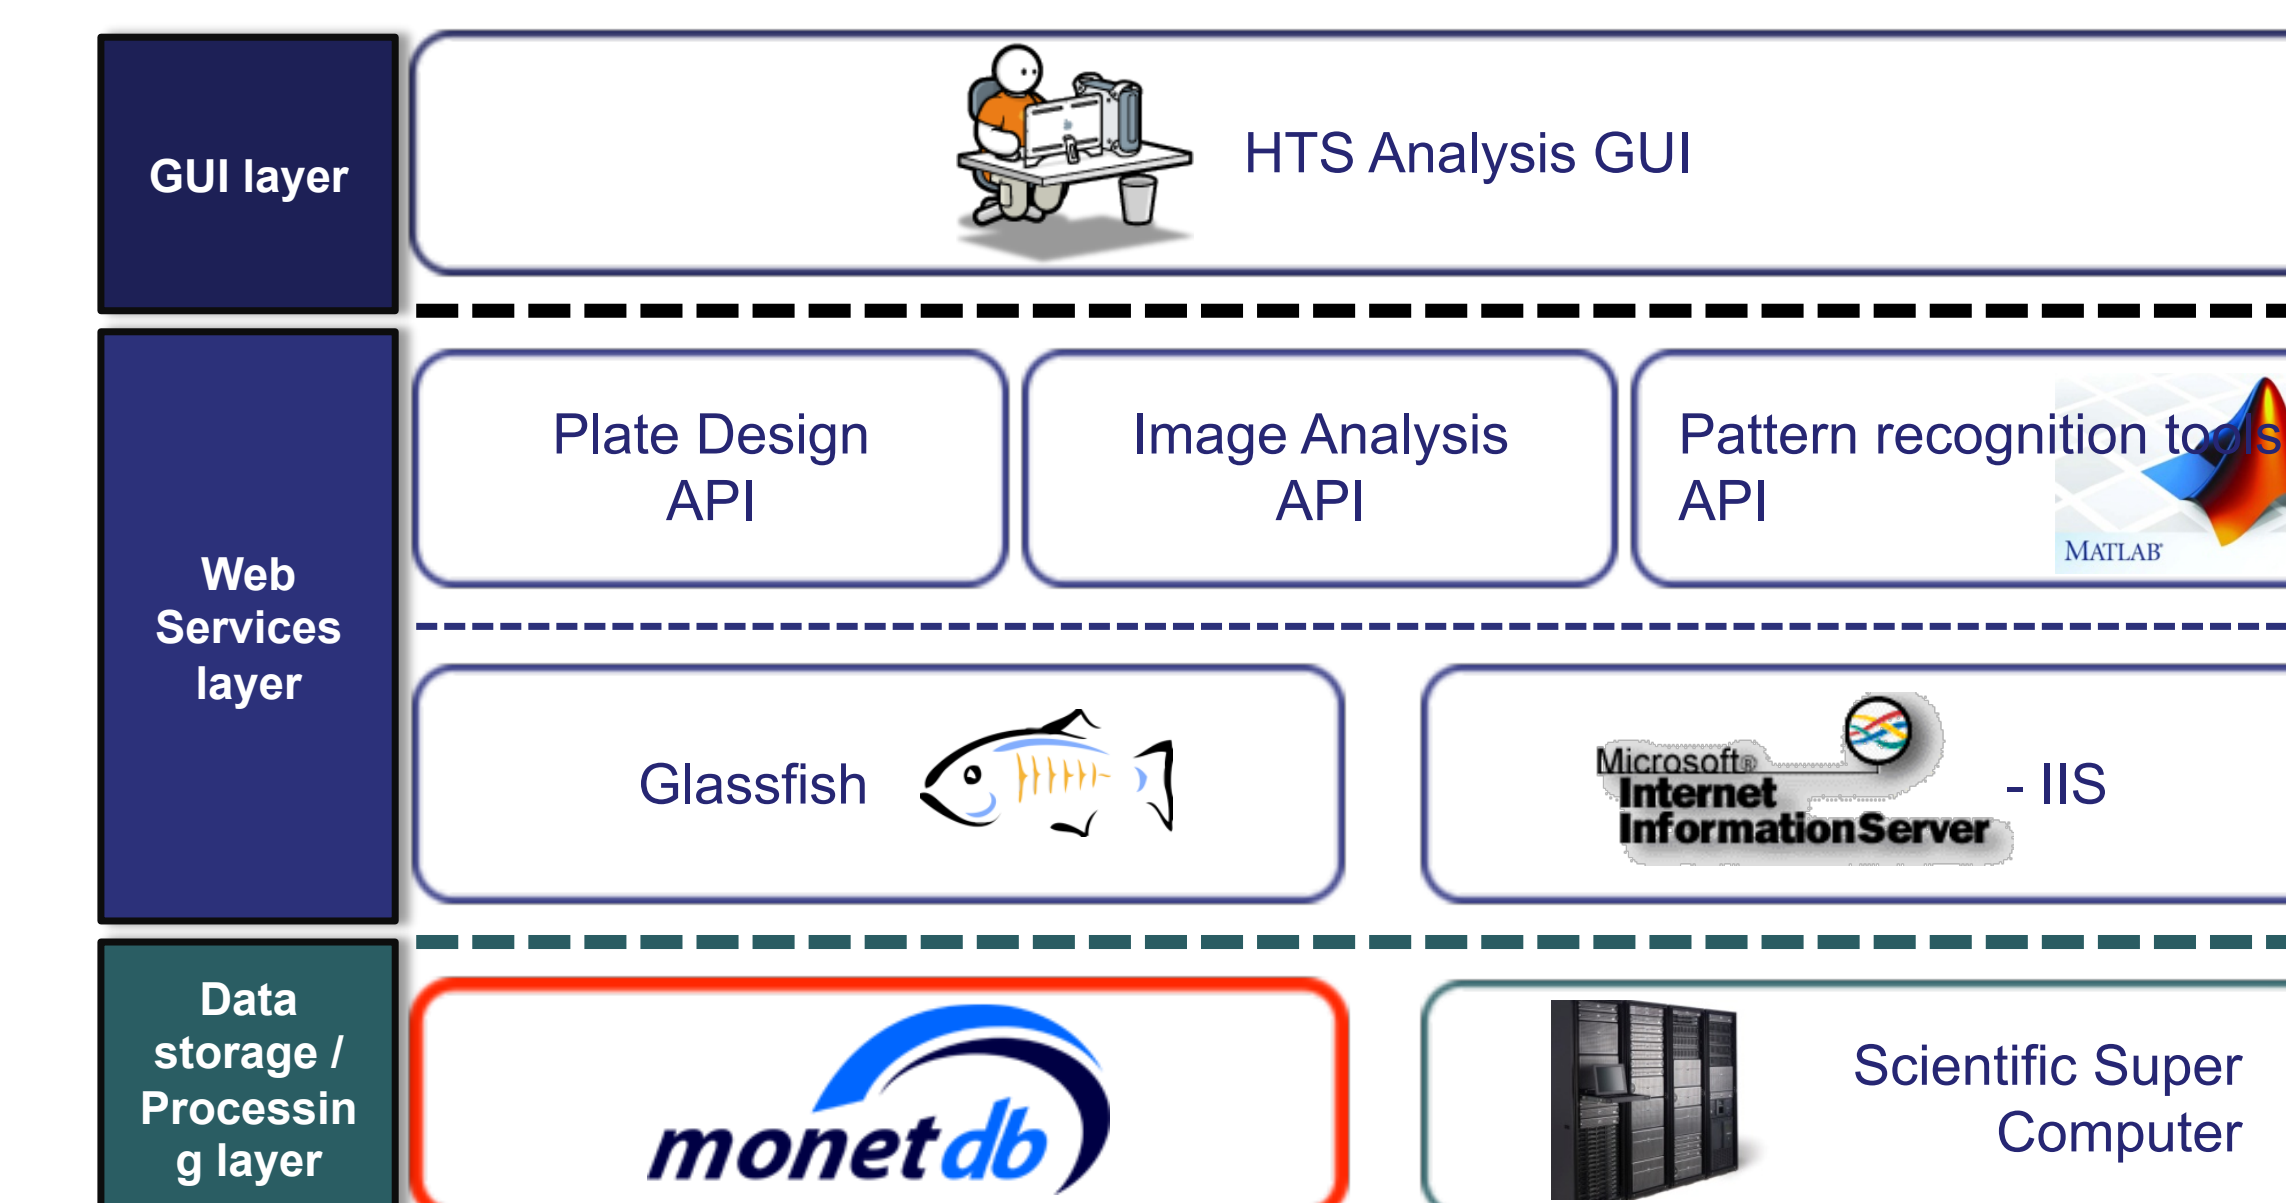 GUI layer
HTS Analysis GUI
Web
Services
layer
Plate Design
API
Image Analysis
API
Pattern recognition tools
API
MATLAB®
Glassfish
Microsoft®
Internet
Information Server
- IIS
Data
storage /
Processin
g layer
monetdb
Scientific Super
Computer